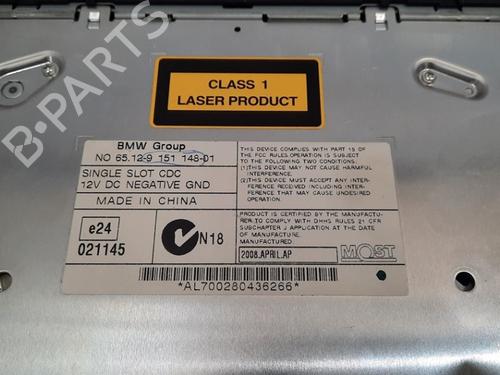 CLASS 1
LASER PRODUCT
BMW Group
NO 65.12-9 151 148-01
SINGLE SLOT CDC
12V DC NEGATIVE GND
MADE IN CHINA
e24
021145
N18
THIS DEVICE COMPLIES WITH PART 15 OF
THE FCC RULES OPERATION IS SUBJECT TO
THE FOLLOWING TWO CONDITIONS:
(1)THIS DEVICE MAY NOT CAUSE HARMFUL
INTERFERENCE.
(2)THIS DEVICE MUST ACCEPT ANY INTER-
FERENCE RECEIVED INCLUDING
INTERFERENCE THAT MAY CAUSE
UNDESIRED OPERATION
PRODUCT IS CERTIFIED BY THE MANUFACTU-
RER TO COMPLY WITH DHHS RULES 21 CFR
SUBCHAPTER J APPLICATION AT THE DATE
OF MANUFACTURE.
2008.APRIL.AP
MOST
*AL700280436266*
B-PARTS